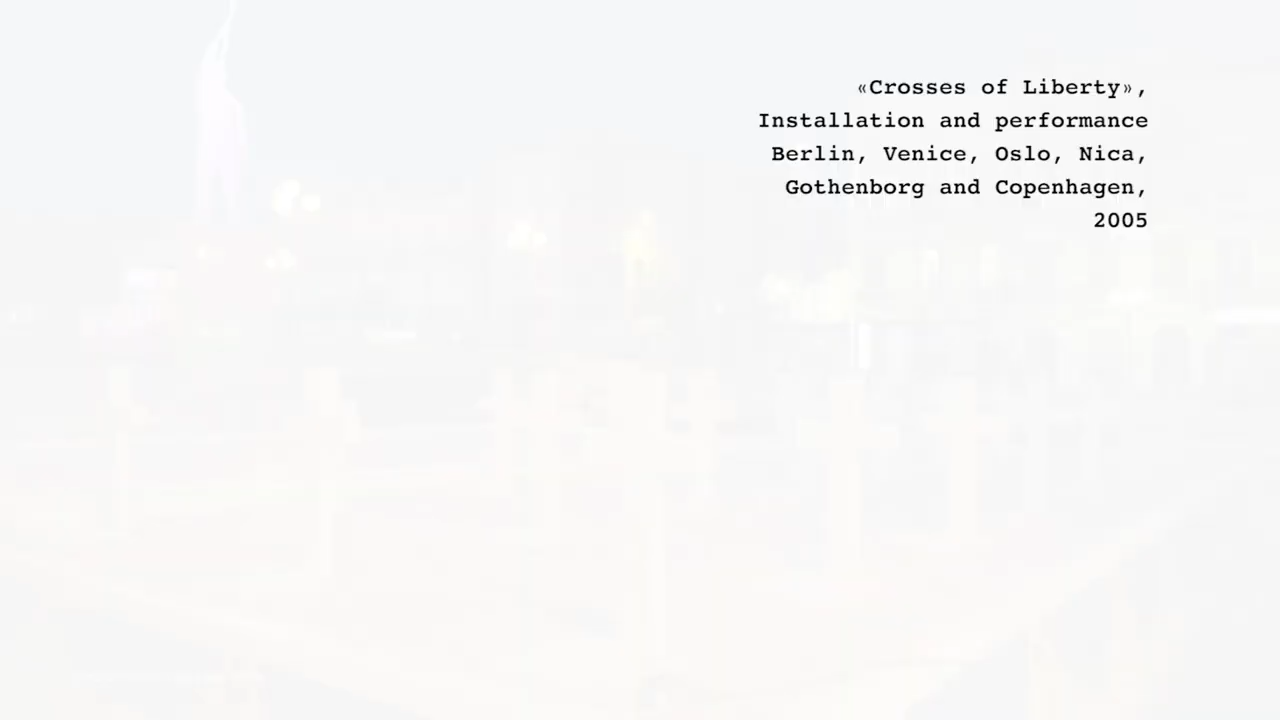 «Crosses of Liberty»,
Installation and performance
Berlin, Venice, Oslo, Nica,
Gothenborg and Copenhagen,
2005